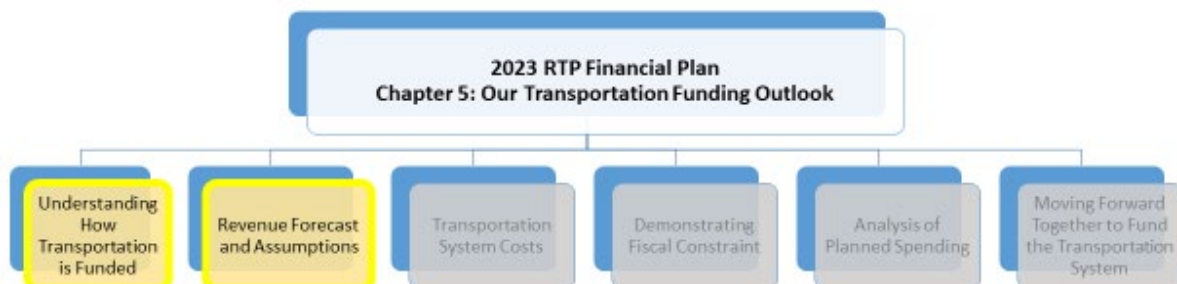 2023 RTP Financial Plan
Chapter 5: Our Transportation Funding Outlook
Understanding
How
Transportation
is Funded
Revenue Forecast
and Assumptions
Transportation
System Costs
Demonstrating
Fiscal Constraint
Analysis of
Planned Spending
Moving Forward
Together to Fund
the Transportation
System